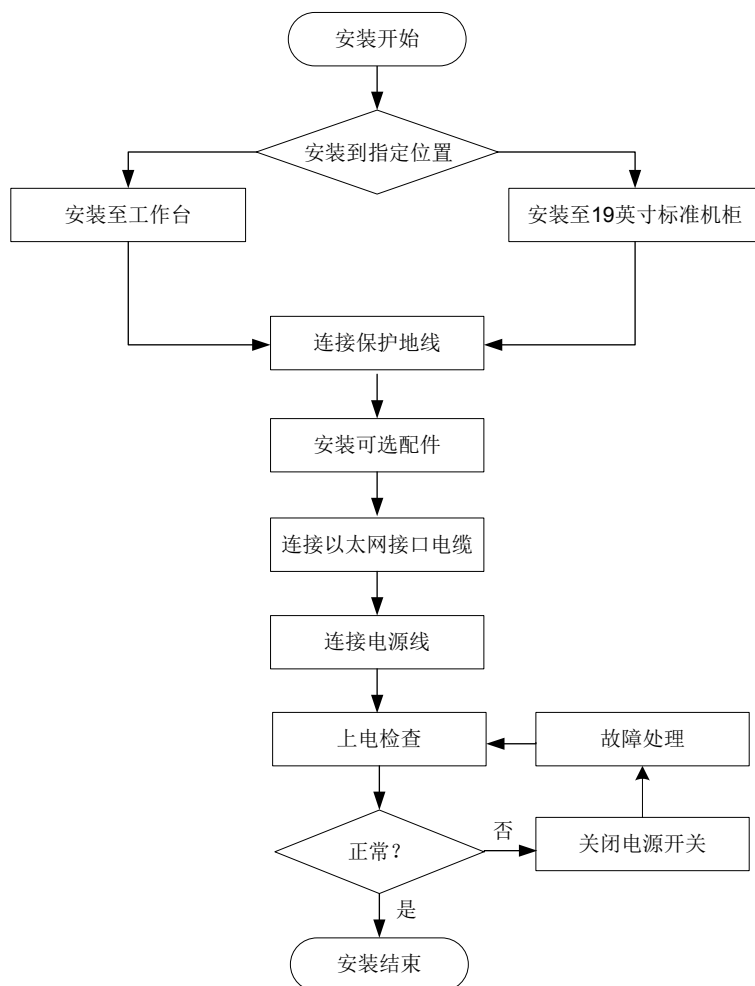 安装开始
安装到指定位置
安装至工作台
安装至19英寸标准机柜
连接保护地线
安装可选配件
连接以太网接口电缆
连接电源线
上电检查
故障处理
正常?
否
关闭电源开关
是
安装结束